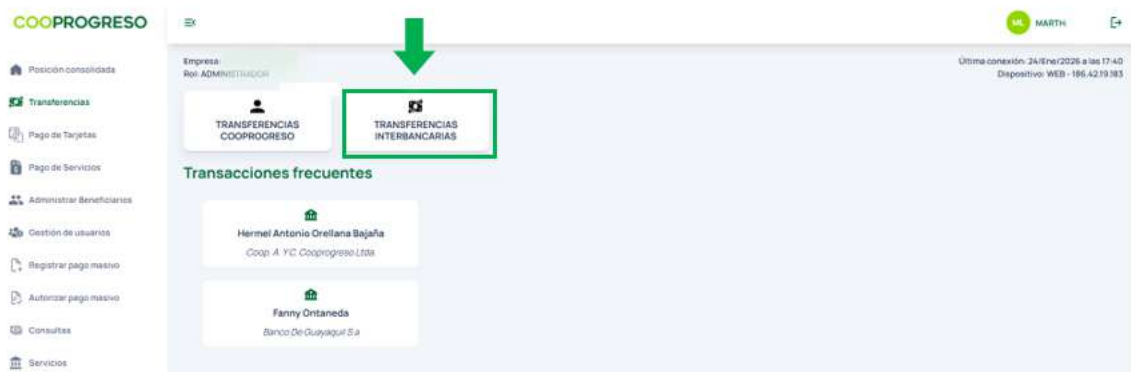 COOPROGRESO
ML MARTH
Empresa:
Rol: ADMINISTRADOR
Última conexión: 24/Ene/2026 a las 17:40
Dispositivo: WEB - 186.42.19.183
Posición consolidada
Transferencias
Pago de Tarjetas
Pago de Servicios
Administrar Beneficiarios
Gestión de usuarios
Registrar pago masivo
Autorizar pago masivo
Consultas
Servicios
TRANSFERENCIAS
COOPROGRESO
TRANSFERENCIAS
INTERBANCARIAS
Transacciones frecuentes
Hermel Antonio Orellana Bajaña
Coop. A. Y C. Cooprogreso Ltda.
Fanny Ontaneda
Banco De Guayaquil S.a